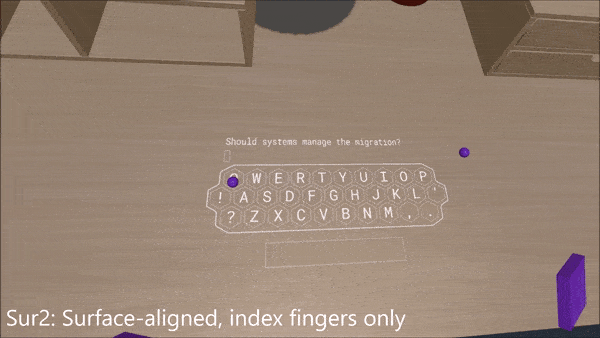 Should systems manage the migration?
Q W E R T Y U I O P
! A S D F G H J K L '
? Z X C V B N M , .
Sur2: Surface-aligned, index fingers only